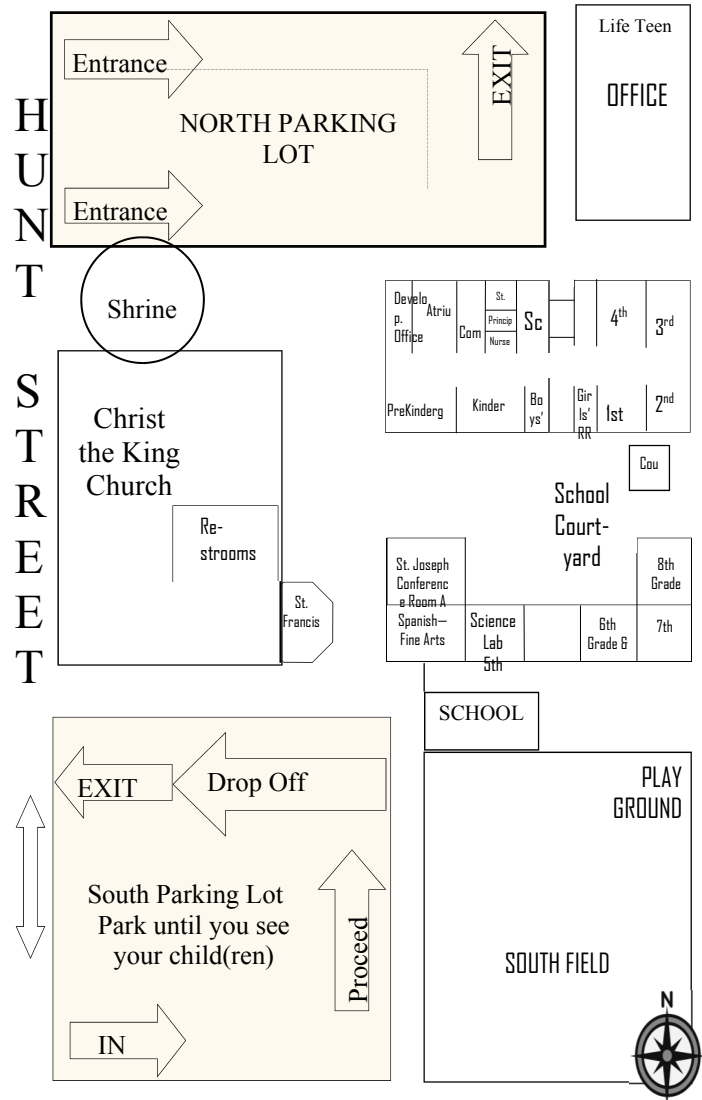 HUNT STREET
Entrance
EXIT
NORTH PARKING
LOT
Entrance
Life Teen
OFFICE
Shrine
Christ
the King
Church
Re-
strooms
St.
Francis
Develo
p.
Office
Atriu
Com
St.
Princip
Nurse
Sc
4th
3rd
PreKinderg
Kinder
Bo
ys'
Gir
ls'
RR
1st
2nd
Cou
School
Court-
yard
St. Joseph
Conferenc
e Room A
Spanish—
Fine Arts
Science
Lab
5th
6th
Grade &
8th
Grade
7th
SCHOOL
EXIT
Drop Off
South Parking Lot
Park until you see
your child(ren)
Proceed
IN
PLAY
GROUND
SOUTH FIELD
N